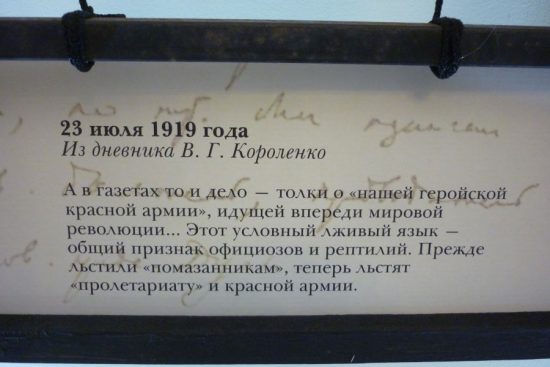 23 июля 1919 года
Из дневника В. Г. Короленко
А в газетах то и дело — толки о «нашей геройской
красной армии», идущей впереди мировой
революции... Этот условный лживый язык —
общий признак официозов и рептилий. Прежде
льстили «помазанникам», теперь льстят
«пролетариату» и красной армии.